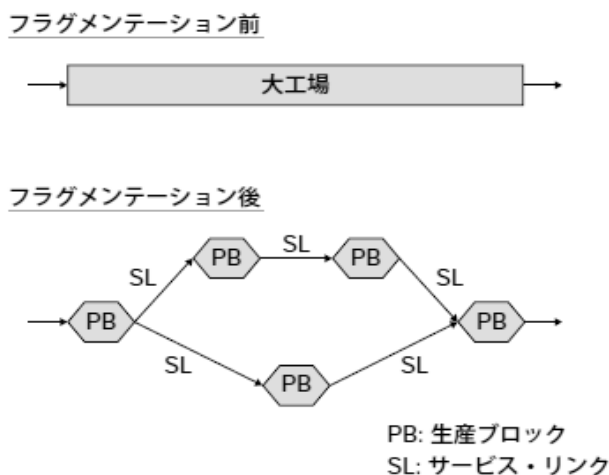 フラグメンテーション前
大工場
フラグメンテーション後
PB
SL
PB
SL
PB
SL
PB
SL
PB
SL
PB: 生産ブロック
SL: サービス・リンク